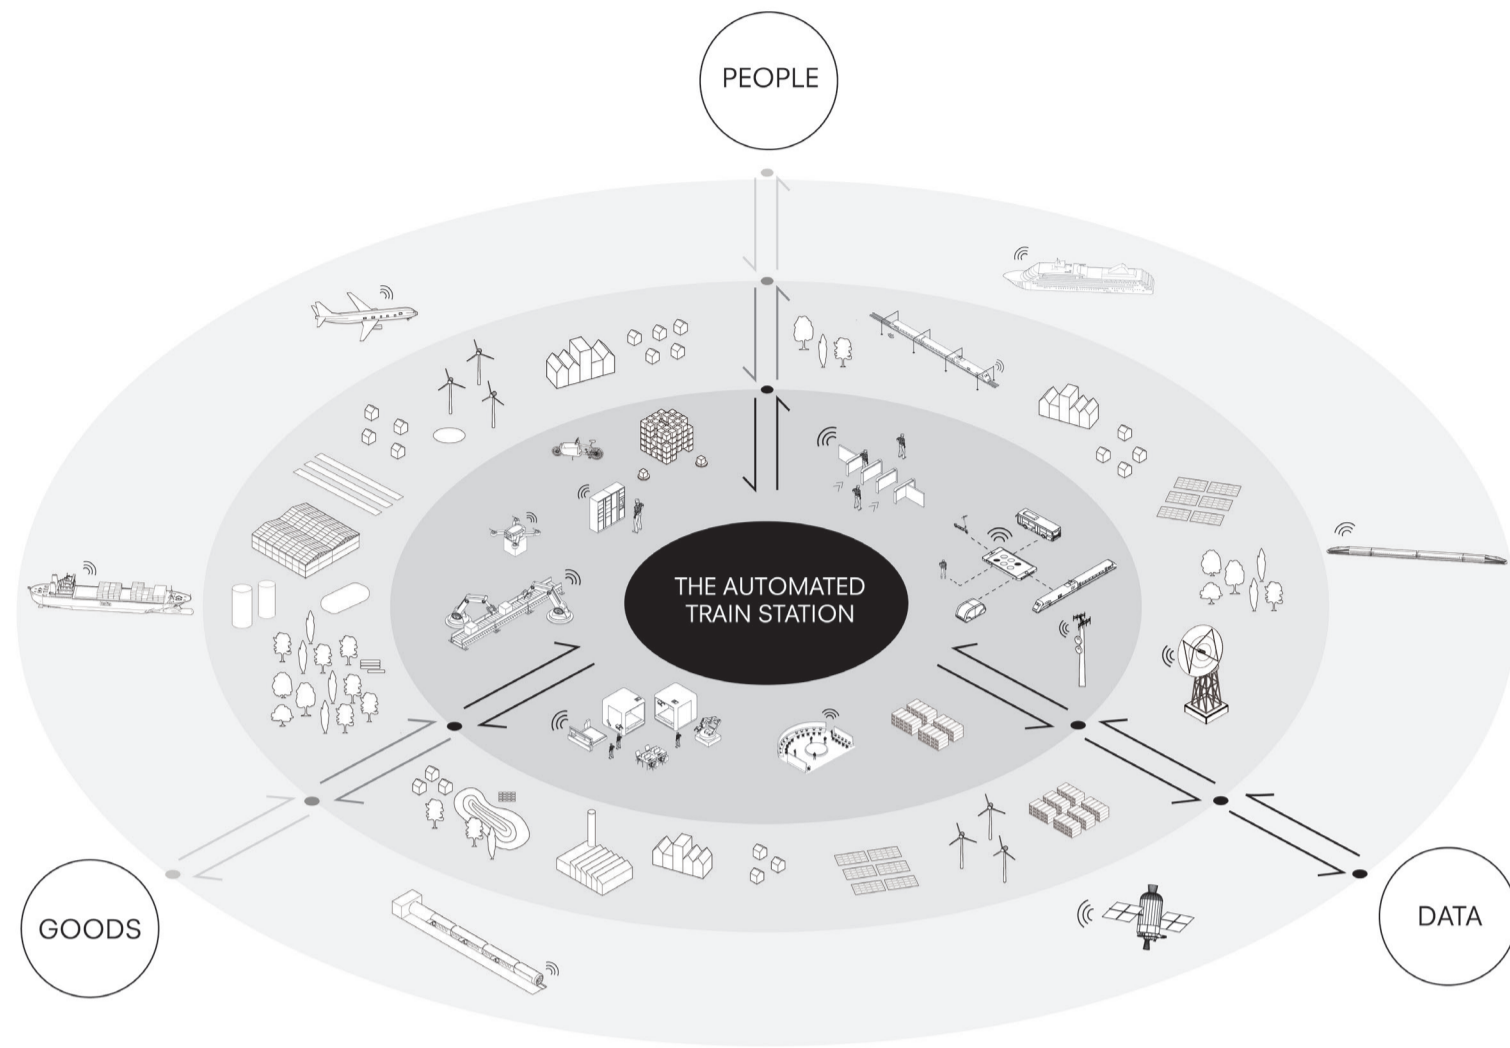 PEOPLE
THE AUTOMATED
TRAIN STATION
GOODS
DATA